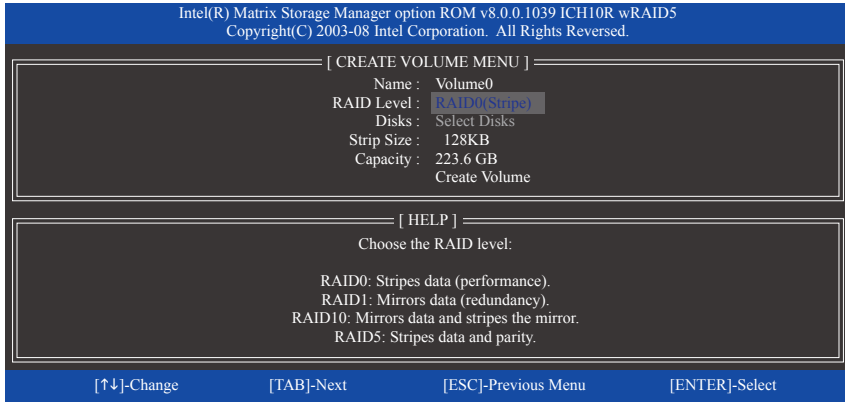 Intel(R) Matrix Storage Manager option ROM v8.0.0.1039 ICH10R wRAID5
Copyright(C) 2003-08 Intel Corporation. All Rights Reversed.
[ CREATE VOLUME MENU ]
Name : Volume0
RAID Level : RAID0(Stripe)
Disks : Select Disks
Strip Size : 128KB
Capacity : 223.6 GB
Create Volume
[ HELP ]
Choose the RAID level:
RAID0: Stripes data (performance).
RAID1: Mirrors data (redundancy).
RAID10: Mirrors data and stripes the mirror.
RAID5: Stripes data and parity.
[↑↓]-Change [TAB]-Next [ESC]-Previous Menu [ENTER]-Select